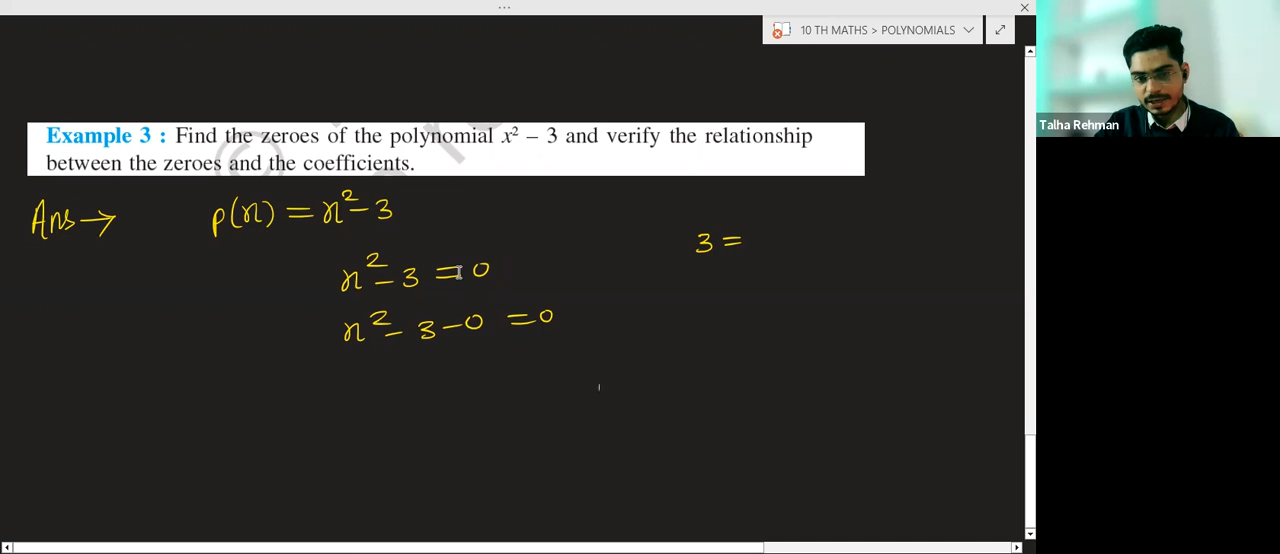 10 TH MATHS > POLYNOMIALS
Talha Rehman
Example 3 : Find the zeroes of the polynomial x² – 3 and verify the relationship
between the zeroes and the coefficients.
Ans → p(x) = x² - 3
3 =
x² - 3 = 0
x² - 3 - 0 = 0